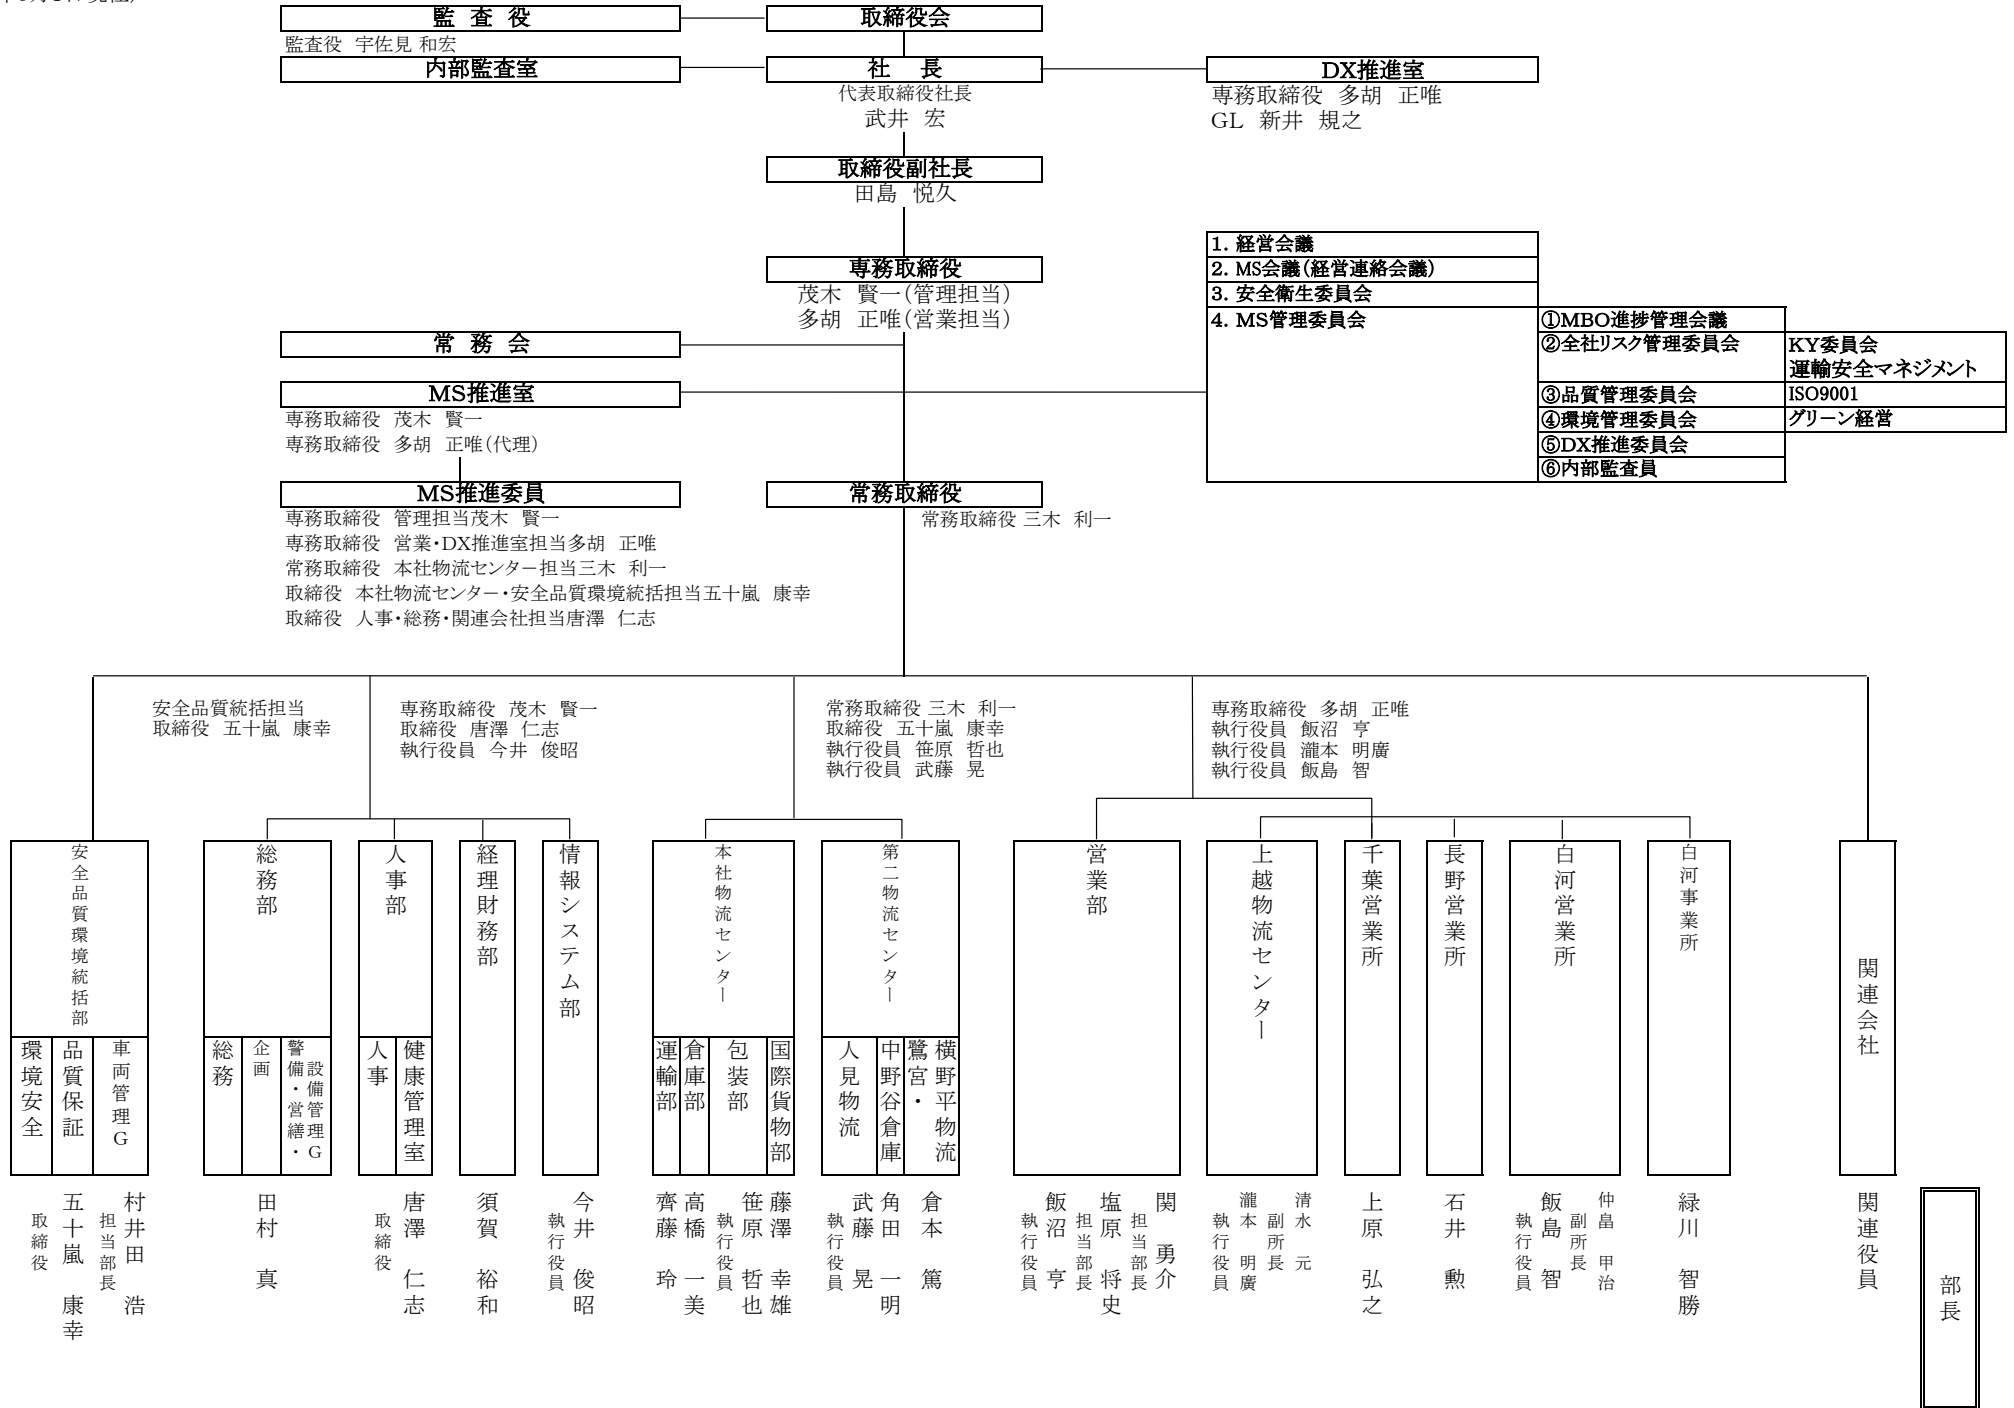 監 査 役
取締役会
監査役 宇佐見 和宏
内部監査室
社 長
DX推進室
代表取締役社長
武井 宏
専務取締役 多胡 正唯
GL 新井 規之
取締役副社長
田島 悦久
専務取締役
茂木 賢一(管理担当)
多胡 正唯(営業担当)
1. 経営会議
2. MS会議(経営連絡会議)
3. 安全衛生委員会
4. MS管理委員会
①MBO進捗管理会議
②全社リスク管理委員会
KY委員会
運輸安全マネジメント
③品質管理委員会
ISO9001
④環境管理委員会
グリーン経営
⑤DX推進委員会
⑥内部監査員
常 務 会
MS推進室
専務取締役 茂木 賢一
専務取締役 多胡 正唯(代理)
MS推進委員
専務取締役 管理担当茂木 賢一
専務取締役 営業・DX推進室担当多胡 正唯
常務取締役 本社物流センター担当三木 利一
取締役 本社物流センター・安全品質環境統括担当五十嵐 康幸
取締役 人事・総務・関連会社担当唐澤 仁志
常務取締役
常務取締役 三木 利一
安全品質統括担当
取締役 五十嵐 康幸
専務取締役 茂木 賢一
取締役 唐澤 仁志
執行役員 今井 俊昭
常務取締役 三木 利一
取締役 五十嵐 康幸
執行役員 笹原 哲也
執行役員 武藤 晃
専務取締役 多胡 正唯
執行役員 飯沼 亨
執行役員 瀧本 明廣
執行役員 飯島 智
安全品質環境統括部
環境安全
品質保証
車両管理G
総務部
総務
企画
警備・営繕・
設備管理G
人事部
人事
健康管理室
経理財務部
情報システム部
本社物流センター
運輸部
倉庫部
包装部
国際貨物部
第二物流センター
人見物流
中野谷倉庫
鷺宮・
横野平物流
営業部
上越物流センター
千葉営業所
長野営業所
白河営業所
白河事業所
関連会社
取締役
五十嵐 康幸
担当部長
村井田 浩
田村 真
取締役
唐澤 仁志
須賀 裕和
執行役員
今井 俊昭
齊藤 玲
高橋 一美
執行役員
笹原 哲也
藤澤 幸雄
執行役員
武藤 晃
角田 一明
倉本 篤
執行役員
飯沼 亨
担当部長
塩原 将史
担当部長
関 勇介
執行役員
瀧本 明廣
副所長
清水 元
上原 弘之
石井 勲
執行役員
飯島 智
副所長
仲畠 甲治
緑川 智勝
関連役員
部長